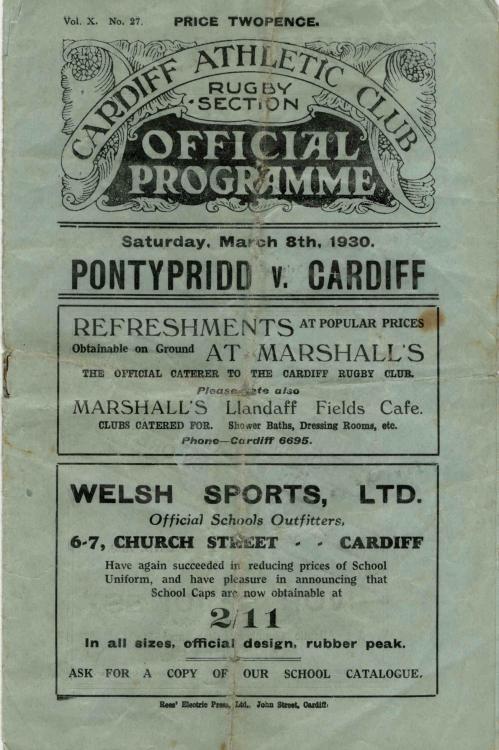 Vol. X. No. 27. PRICE TWOPENCE.
CARDIFF ATHLETIC CLUB
RUGBY
·SECTION
OFFICIAL
PROGRAMME
Saturday, March 8th, 1930.
PONTYPRIDD v. CARDIFF
REFRESHMENTS AT POPULAR PRICES
Obtainable on Ground AT MARSHALL'S
THE OFFICIAL CATERER TO THE CARDIFF RUGBY CLUB.
Please note also
MARSHALL'S Llandaff Fields Cafe.
CLUBS CATERED FOR. Shower Baths, Dressing Rooms, etc.
Phone—Cardiff 6695.
WELSH SPORTS, LTD.
Official Schools Outfitters,
6-7, CHURCH STREET - - CARDIFF
Have again succeeded in reducing prices of School
Uniform, and have pleasure in announcing that
School Caps are now obtainable at
2/11
In all sizes, official design, rubber peak.
ASK FOR A COPY OF OUR SCHOOL CATALOGUE.
Rees' Electric Press, Ltd., John Street, Cardiff.